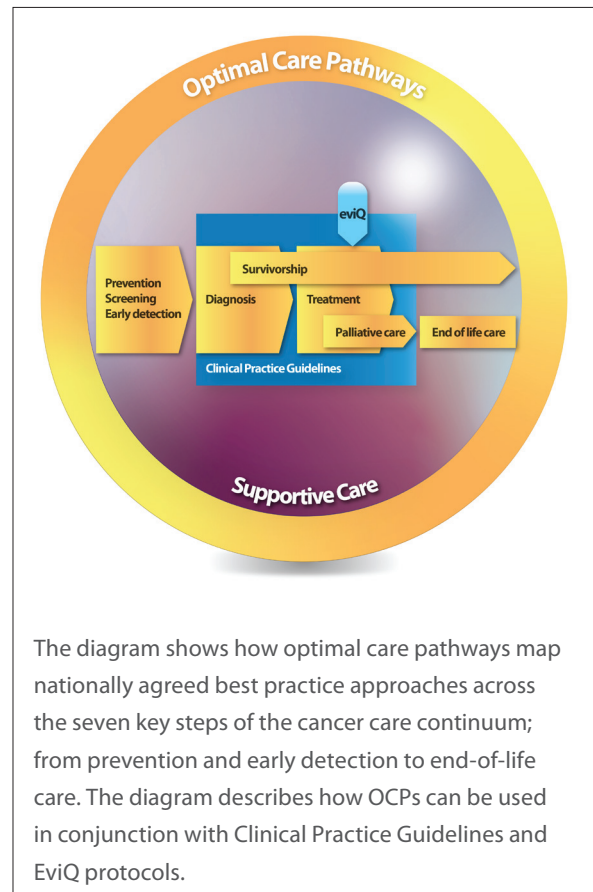 Optimal Care Pathways
eviQ
Survivorship
Prevention
Screening
Early detection
Diagnosis
Treatment
Palliative care
End of life care
Clinical Practice Guidelines
Supportive Care
The diagram shows how optimal care pathways map
nationally agreed best practice approaches across
the seven key steps of the cancer care continuum;
from prevention and early detection to end-of-life
care. The diagram describes how OCPs can be used
in conjunction with Clinical Practice Guidelines and
EviQ protocols.